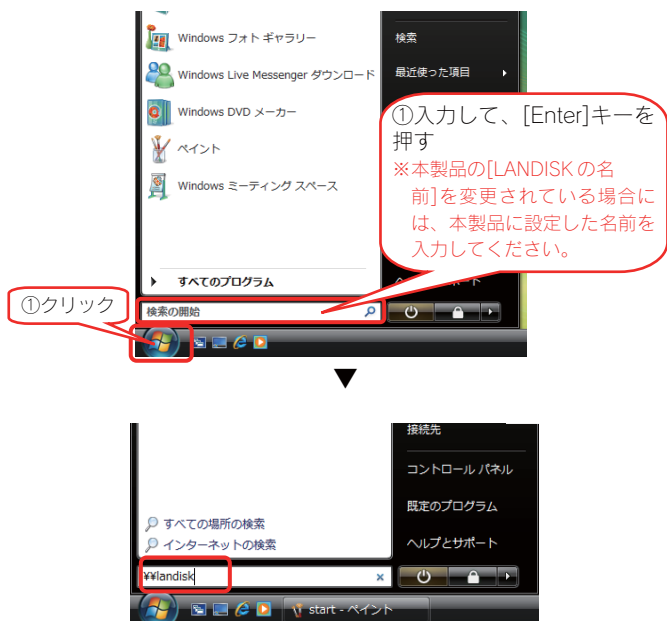 Windows フォト ギャラリー
検索
Windows Live Messenger ダウンロード
最近使った項目
Windows DVD メーカー
①入力して、[Enter]キーを
押す
ペイント
※本製品の[LANDISKの名
前]を変更されている場合に
は、本製品に設定した名前を
入力してください。
Windows ミーティング スペース
すべてのプログラム
①クリック
検索の開始
▼
接続先
コントロール パネル
既定のプログラム
すべての場所の検索
インターネットの検索
ヘルプとサポート
¥¥landisk
start - ペイント